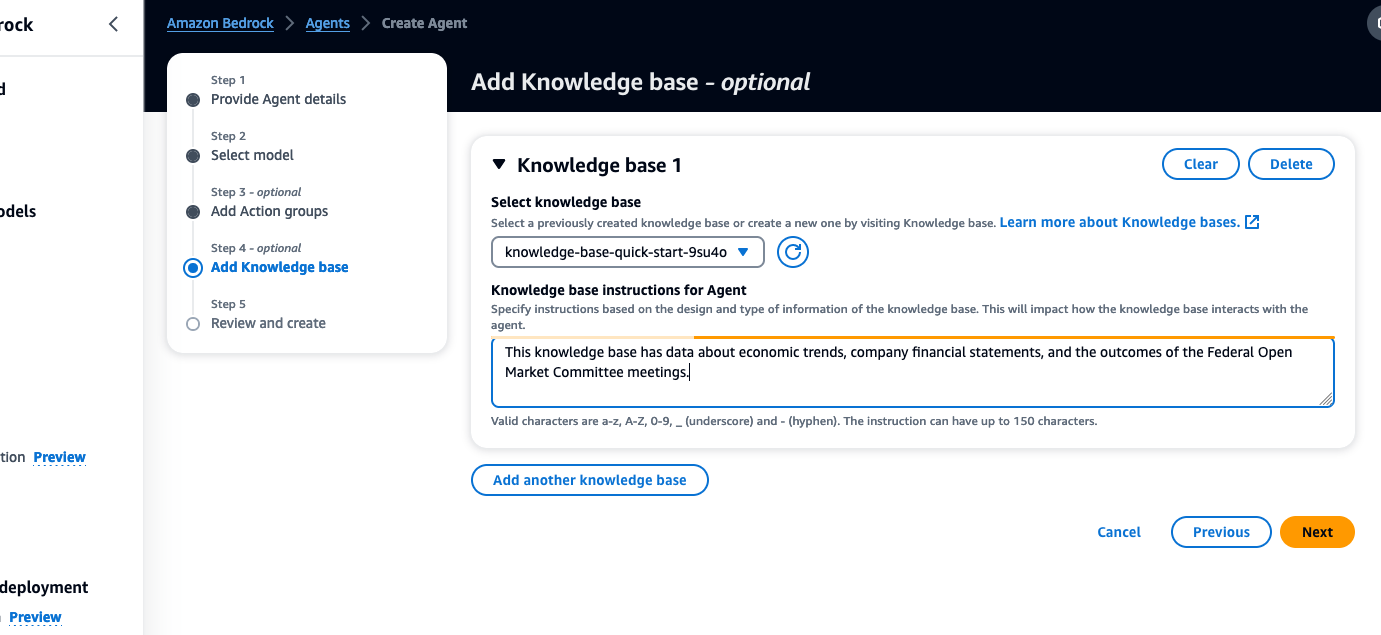 rock
Amazon Bedrock
Agents
Create Agent
Step 1
Provide Agent details
Step 2
Select model
Step 3 - optional
Add Action groups
Step 4 - optional
Add Knowledge base
Step 5
Review and create
odels
tion Preview
deployment
Preview
Add Knowledge base - optional
Knowledge base 1
Clear
Delete
Select knowledge base
Select a previously created knowledge base or create a new one by visiting Knowledge base. Learn more about Knowledge bases.
knowledge-base-quick-start-9su4o
Knowledge base instructions for Agent
Specify instructions based on the design and type of information of the knowledge base. This will impact how the knowledge base interacts with the
agent.
This knowledge base has data about economic trends, company financial statements, and the outcomes of the Federal Open
Market Committee meetings.
Valid characters are a-z, A-Z, 0-9, _ (underscore) and - (hyphen). The instruction can have up to 150 characters.
Add another knowledge base
Cancel
Previous
Next